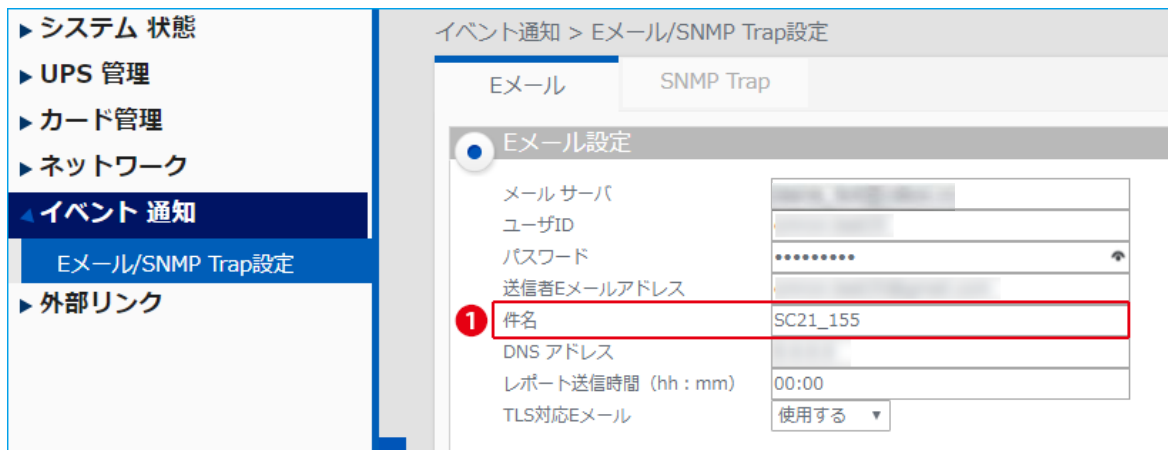 システム 状態
UPS 管理
カード管理
ネットワーク
イベント 通知
Eメール/SNMP Trap設定
外部リンク
イベント通知 > Eメール/SNMP Trap設定
Eメール
SNMP Trap
Eメール設定
メール サーバ
ユーザID
パスワード •••••••••
送信者Eメールアドレス
1 件名 SC21_155
DNS アドレス
レポート送信時間（hh：mm） 00:00
TLS対応Eメール 使用する